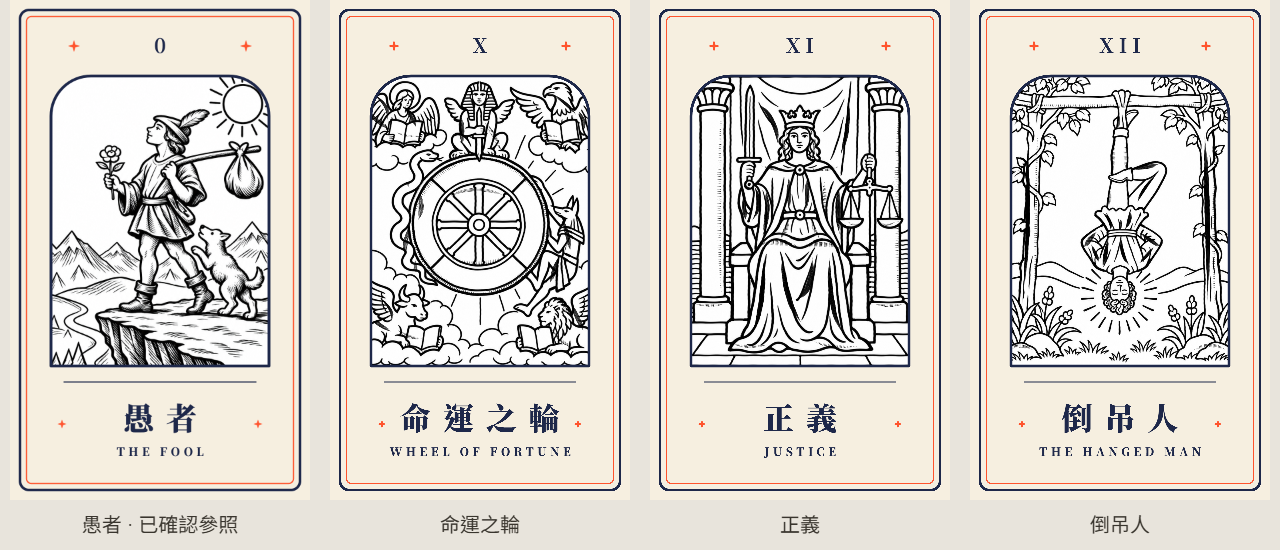 0
愚者
THE FOOL
愚者 · 已確認參照
X
命運之輪
WHEEL OF FORTUNE
命運之輪
XI
正義
JUSTICE
正義
XII
倒吊人
THE HANGED MAN
倒吊人